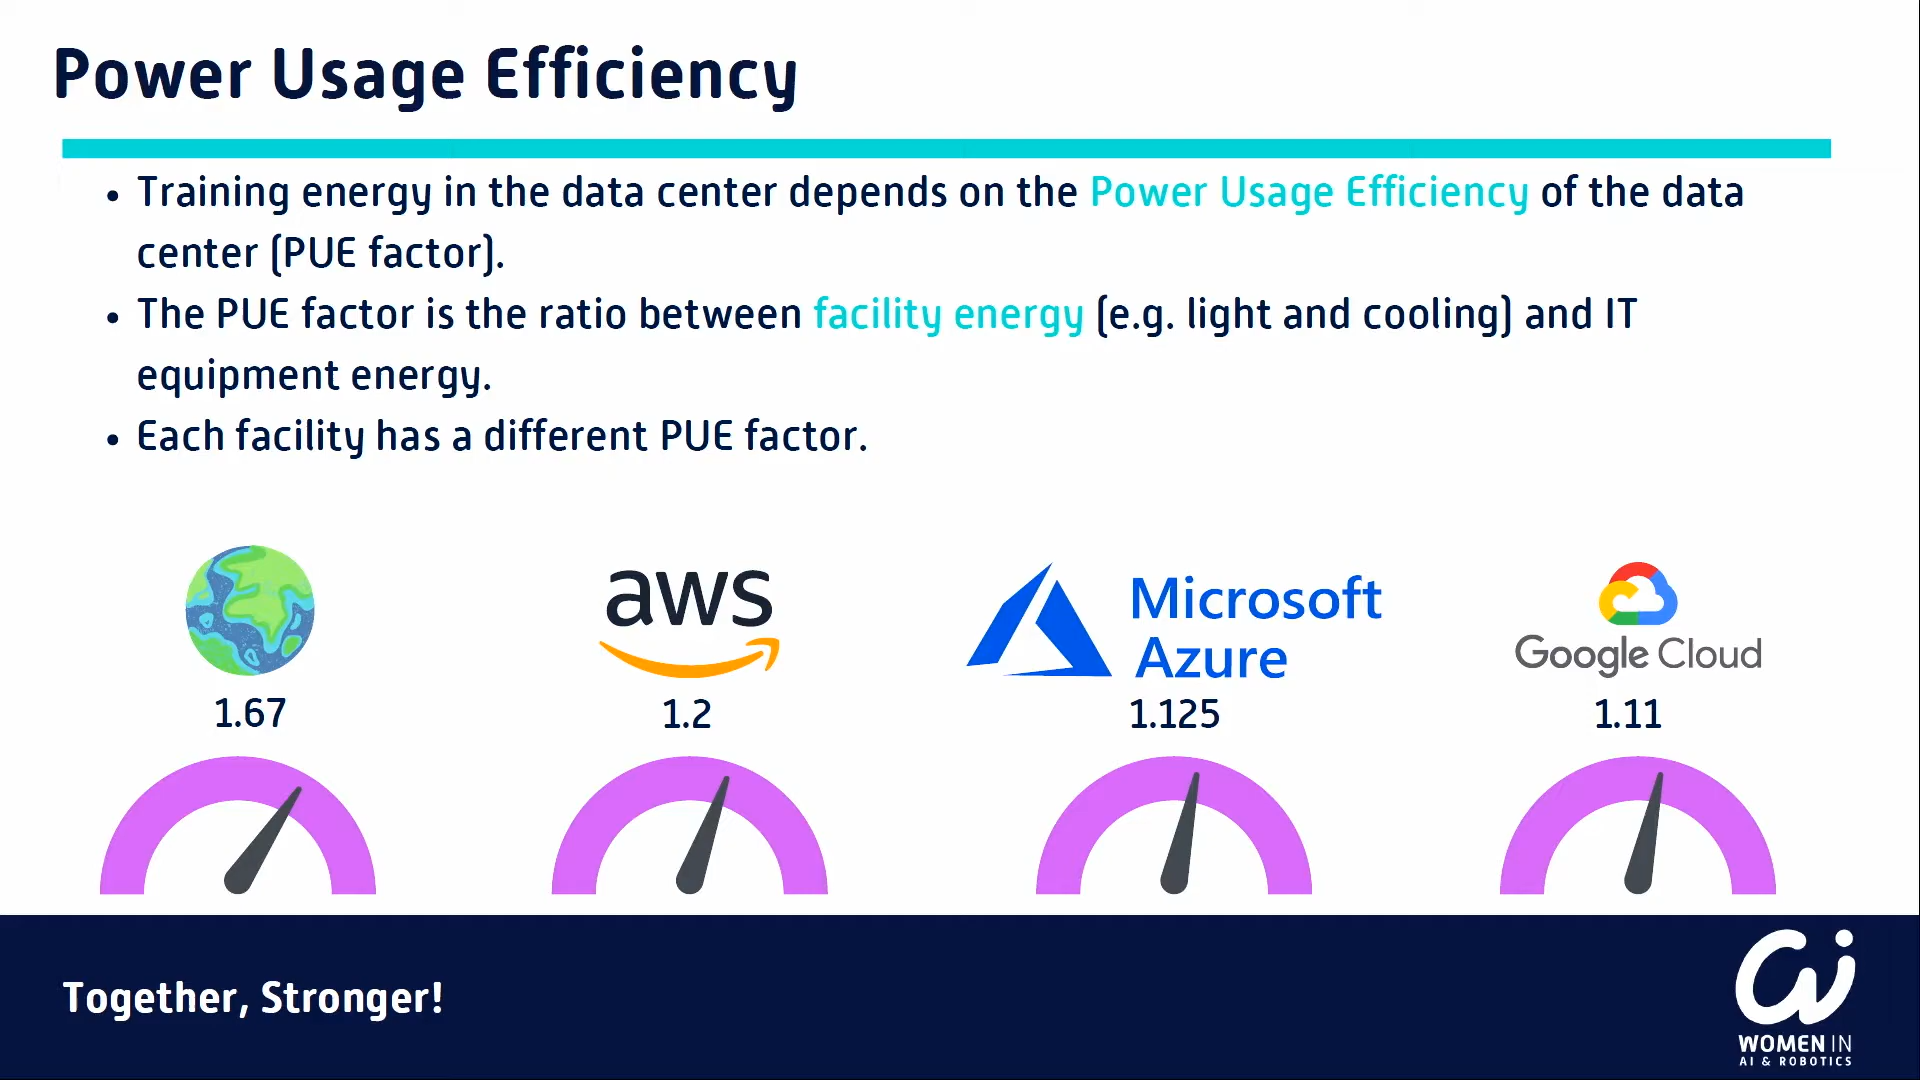 Power Usage Efficiency
• Training energy in the data center depends on the Power Usage Efficiency of the data
center (PUE factor).
• The PUE factor is the ratio between facility energy (e.g. light and cooling) and IT
equipment energy.
• Each facility has a different PUE factor.
aws
Microsoft
Azure
Google Cloud
1.67
1.2
1.125
1.11
Together, Stronger!
WOMEN IN
AI & ROBOTICS